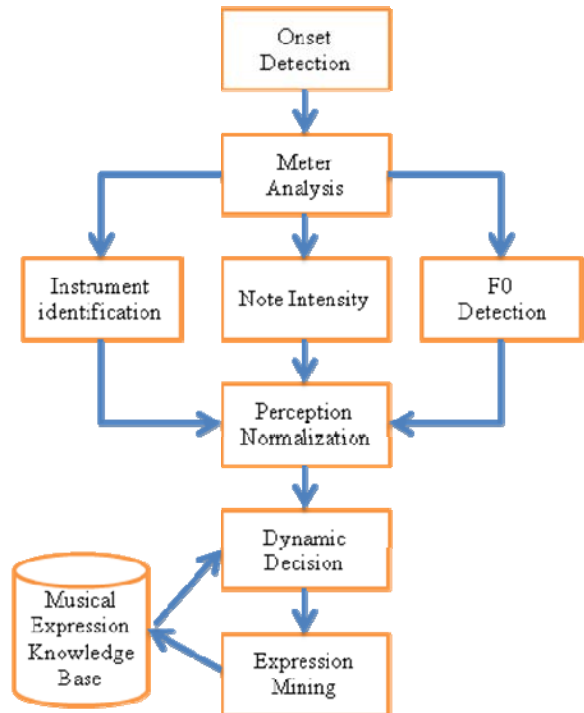 Onset
Detection
Meter
Analysis
Instrument
identification
Note Intensity
F0
Detection
Perception
Normalization
Dynamic
Decision
Musical
Expression
Knowledge
Base
Expression
Mining